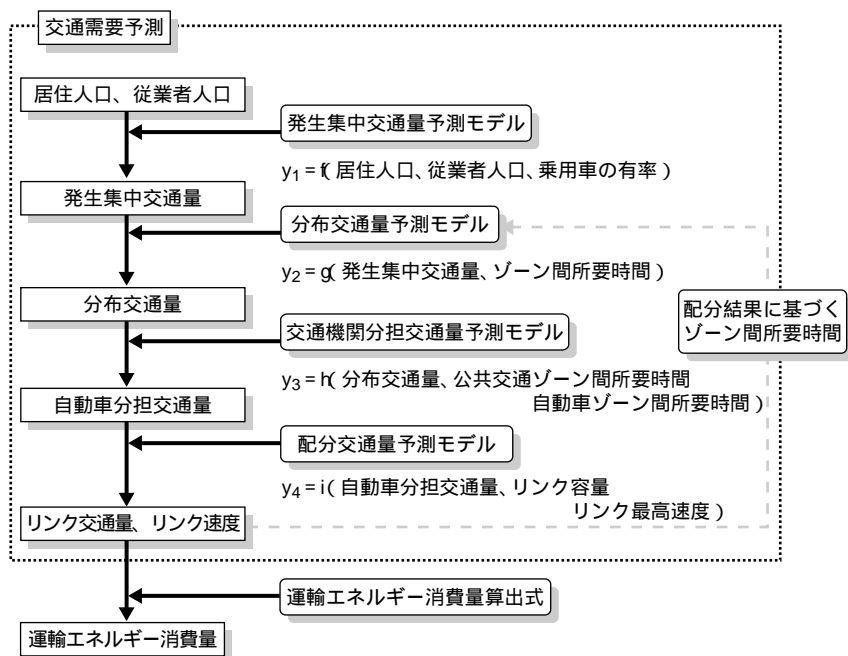 交通需要予測
居住人口、従業者人口
発生集中交通量予測モデル
y1 = f( 居住人口、従業者人口、乗用車の有率 )
発生集中交通量
分布交通量予測モデル
y2 = g( 発生集中交通量、ゾーン間所要時間 )
配分結果に基づく
ゾーン間所要時間
分布交通量
交通機関分担交通量予測モデル
y3 = h( 分布交通量、公共交通ゾーン間所要時間
自動車ゾーン間所要時間 )
自動車分担交通量
配分交通量予測モデル
y4 = i( 自動車分担交通量、リンク容量
リンク最高速度 )
リンク交通量、リンク速度
運輸エネルギー消費量算出式
運輸エネルギー消費量